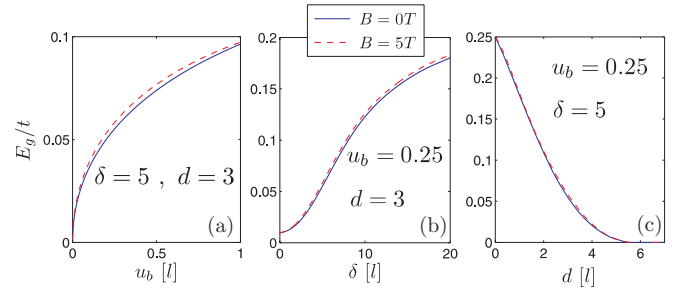 B = 0T
B = 5T
E_g/t
0.1
0.05
0
0
0.5
1
δ = 5 , d = 3
(a)
u_b [l]
0.2
0.15
0.1
0.05
0
0
10
20
u_b = 0.25
d = 3
(b)
δ [l]
0.25
0.2
0.15
0.1
0.05
0
0
2
4
6
u_b = 0.25
δ = 5
(c)
d [l]